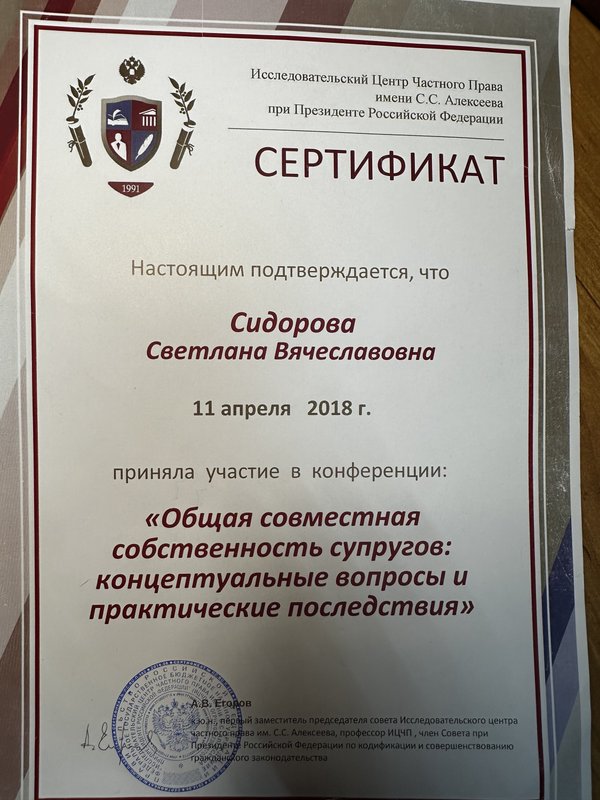 Исследовательский Центр Частного Права
имени С.С. Алексеева
при Президенте Российской Федерации
СЕРТИФИКАТ
1991
Настоящим подтверждается, что
Сидорова
Светлана Вячеславовна
11 апреля 2018 г.
приняла участие в конференции:
«Общая совместная
собственность супругов:
концептуальные вопросы и
практические последствия»
А.В. Егоров
к.ю.н., первый заместитель председателя совета Исследовательского центра
частного права им. С.С. Алексеева, профессор ИЦЧП , член Совета при
Президенте Российской Федерации по кодификации и совершенствованию
гражданского законодательства